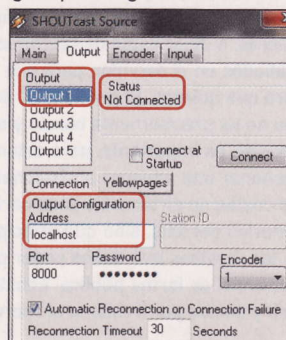 SHOUTcast Source
Main Output Encoder Input
Output
Output 1
Output 2
Output 3
Output 4
Output 5
Status
Not Connected
Connect at
Startup
Connect
Connection Yellowpages
Output Configuration
Address
Station ID
localhost
Port Password Encoder
8000 ●●●●●●●● 1
Automatic Reconnection on Connection Failure
Reconnection Timeout 30 Seconds